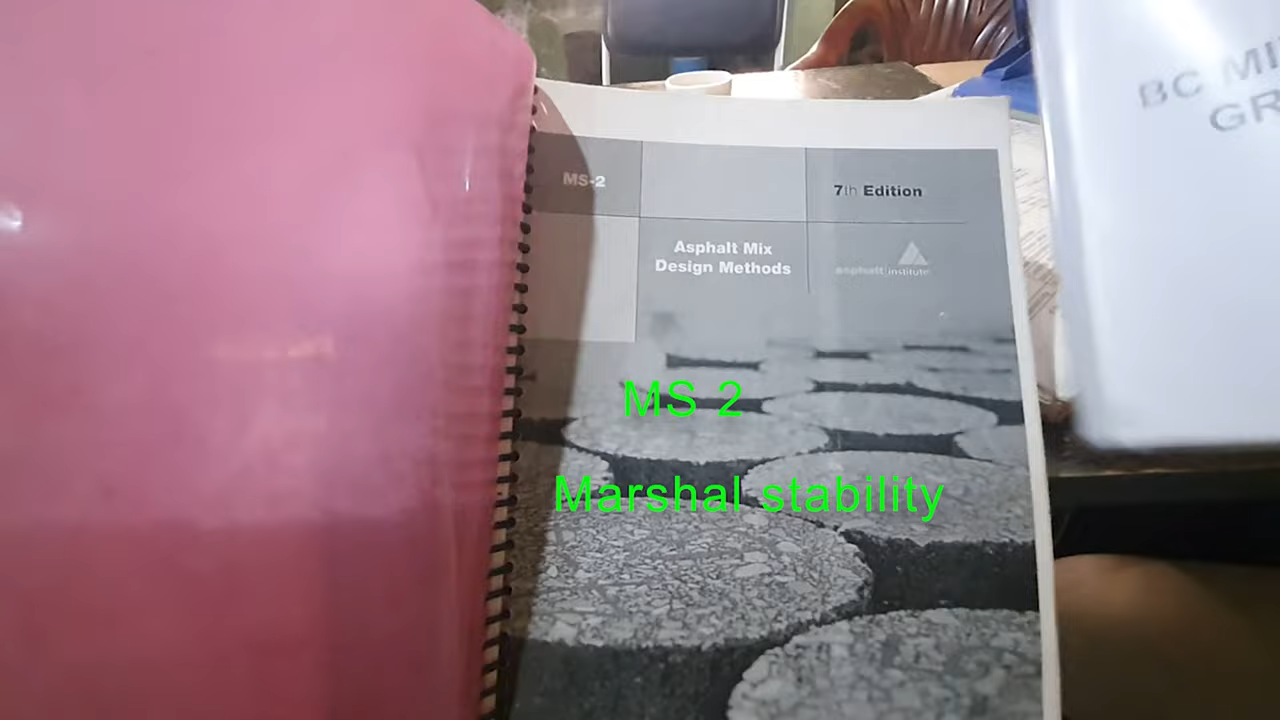 MS-2
7th Edition
Asphalt Mix
Design Methods
asphalt institute
MS 2
Marshal stability
BC MI
GR